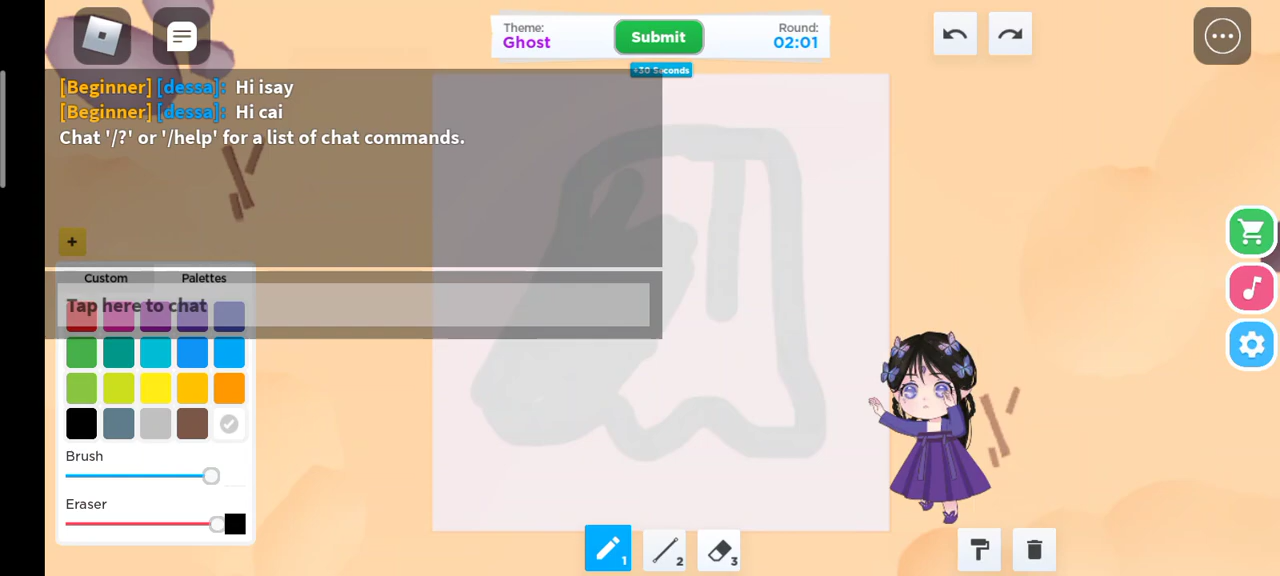 Theme:
Ghost
Submit
Round:
02:01
+30 Seconds
[Beginner] [dessa]: Hi isay
[Beginner] [dessa]: Hi cai
Chat '/?' or '/help' for a list of chat commands.
+
Custom
Palettes
Tap here to chat
Brush
Eraser
1
2
3